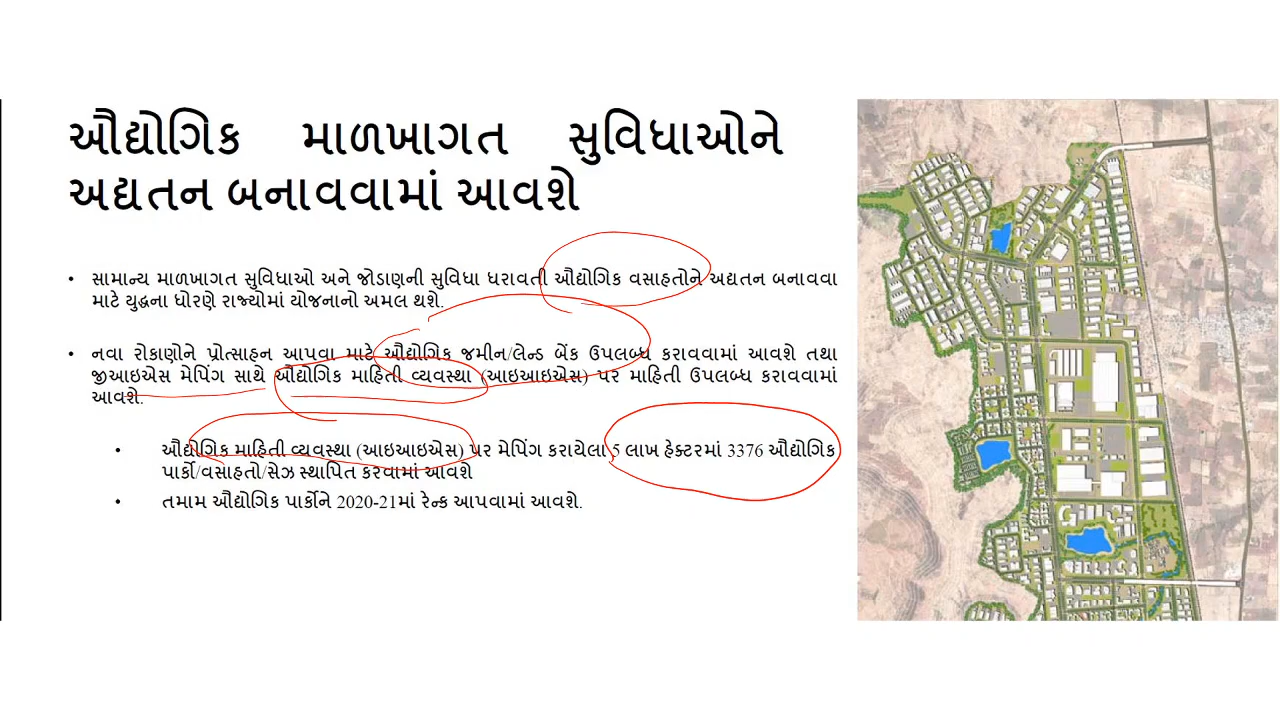 ઔદ્યોગિક માળખાગત સુવિધાઓને
અદ્યતન બનાવવામાં આવશે
• સામાન્ય માળખાગત સુવિધાઓ અને જોડાણની સુવિધા ધરાવતી ઔદ્યોગિક વસાહતોને અદ્યતન બનાવવા
માટે યુદ્ધના ધોરણે રાજ્યોમાં યોજનાનો અમલ થશે.
• નવા રોકાણોને પ્રોત્સાહન આપવા માટે ઔદ્યોગિક જમીન/લેન્ડ બેંક ઉપલબ્ધ કરાવવામાં આવશે તથા
જીઆઇએસ મેપિંગ સાથે ઔદ્યોગિક માહિતી વ્યવસ્થા (આઇઆઇએસ) પર માહિતી ઉપલબ્ધ કરાવવામાં
આવશે.
• ઔદ્યોગિક માહિતી વ્યવસ્થા (આઇઆઇએસ) પર મેપિંગ કરાયેલા 5 લાખ હેક્ટરમાં 3376 ઔદ્યોગિક
પાર્કો/વસાહતો/સેઝ સ્થાપિત કરવામાં આવશે
• તમામ ઔદ્યોગિક પાર્કોને 2020-21માં રેન્ક આપવામાં આવશે.